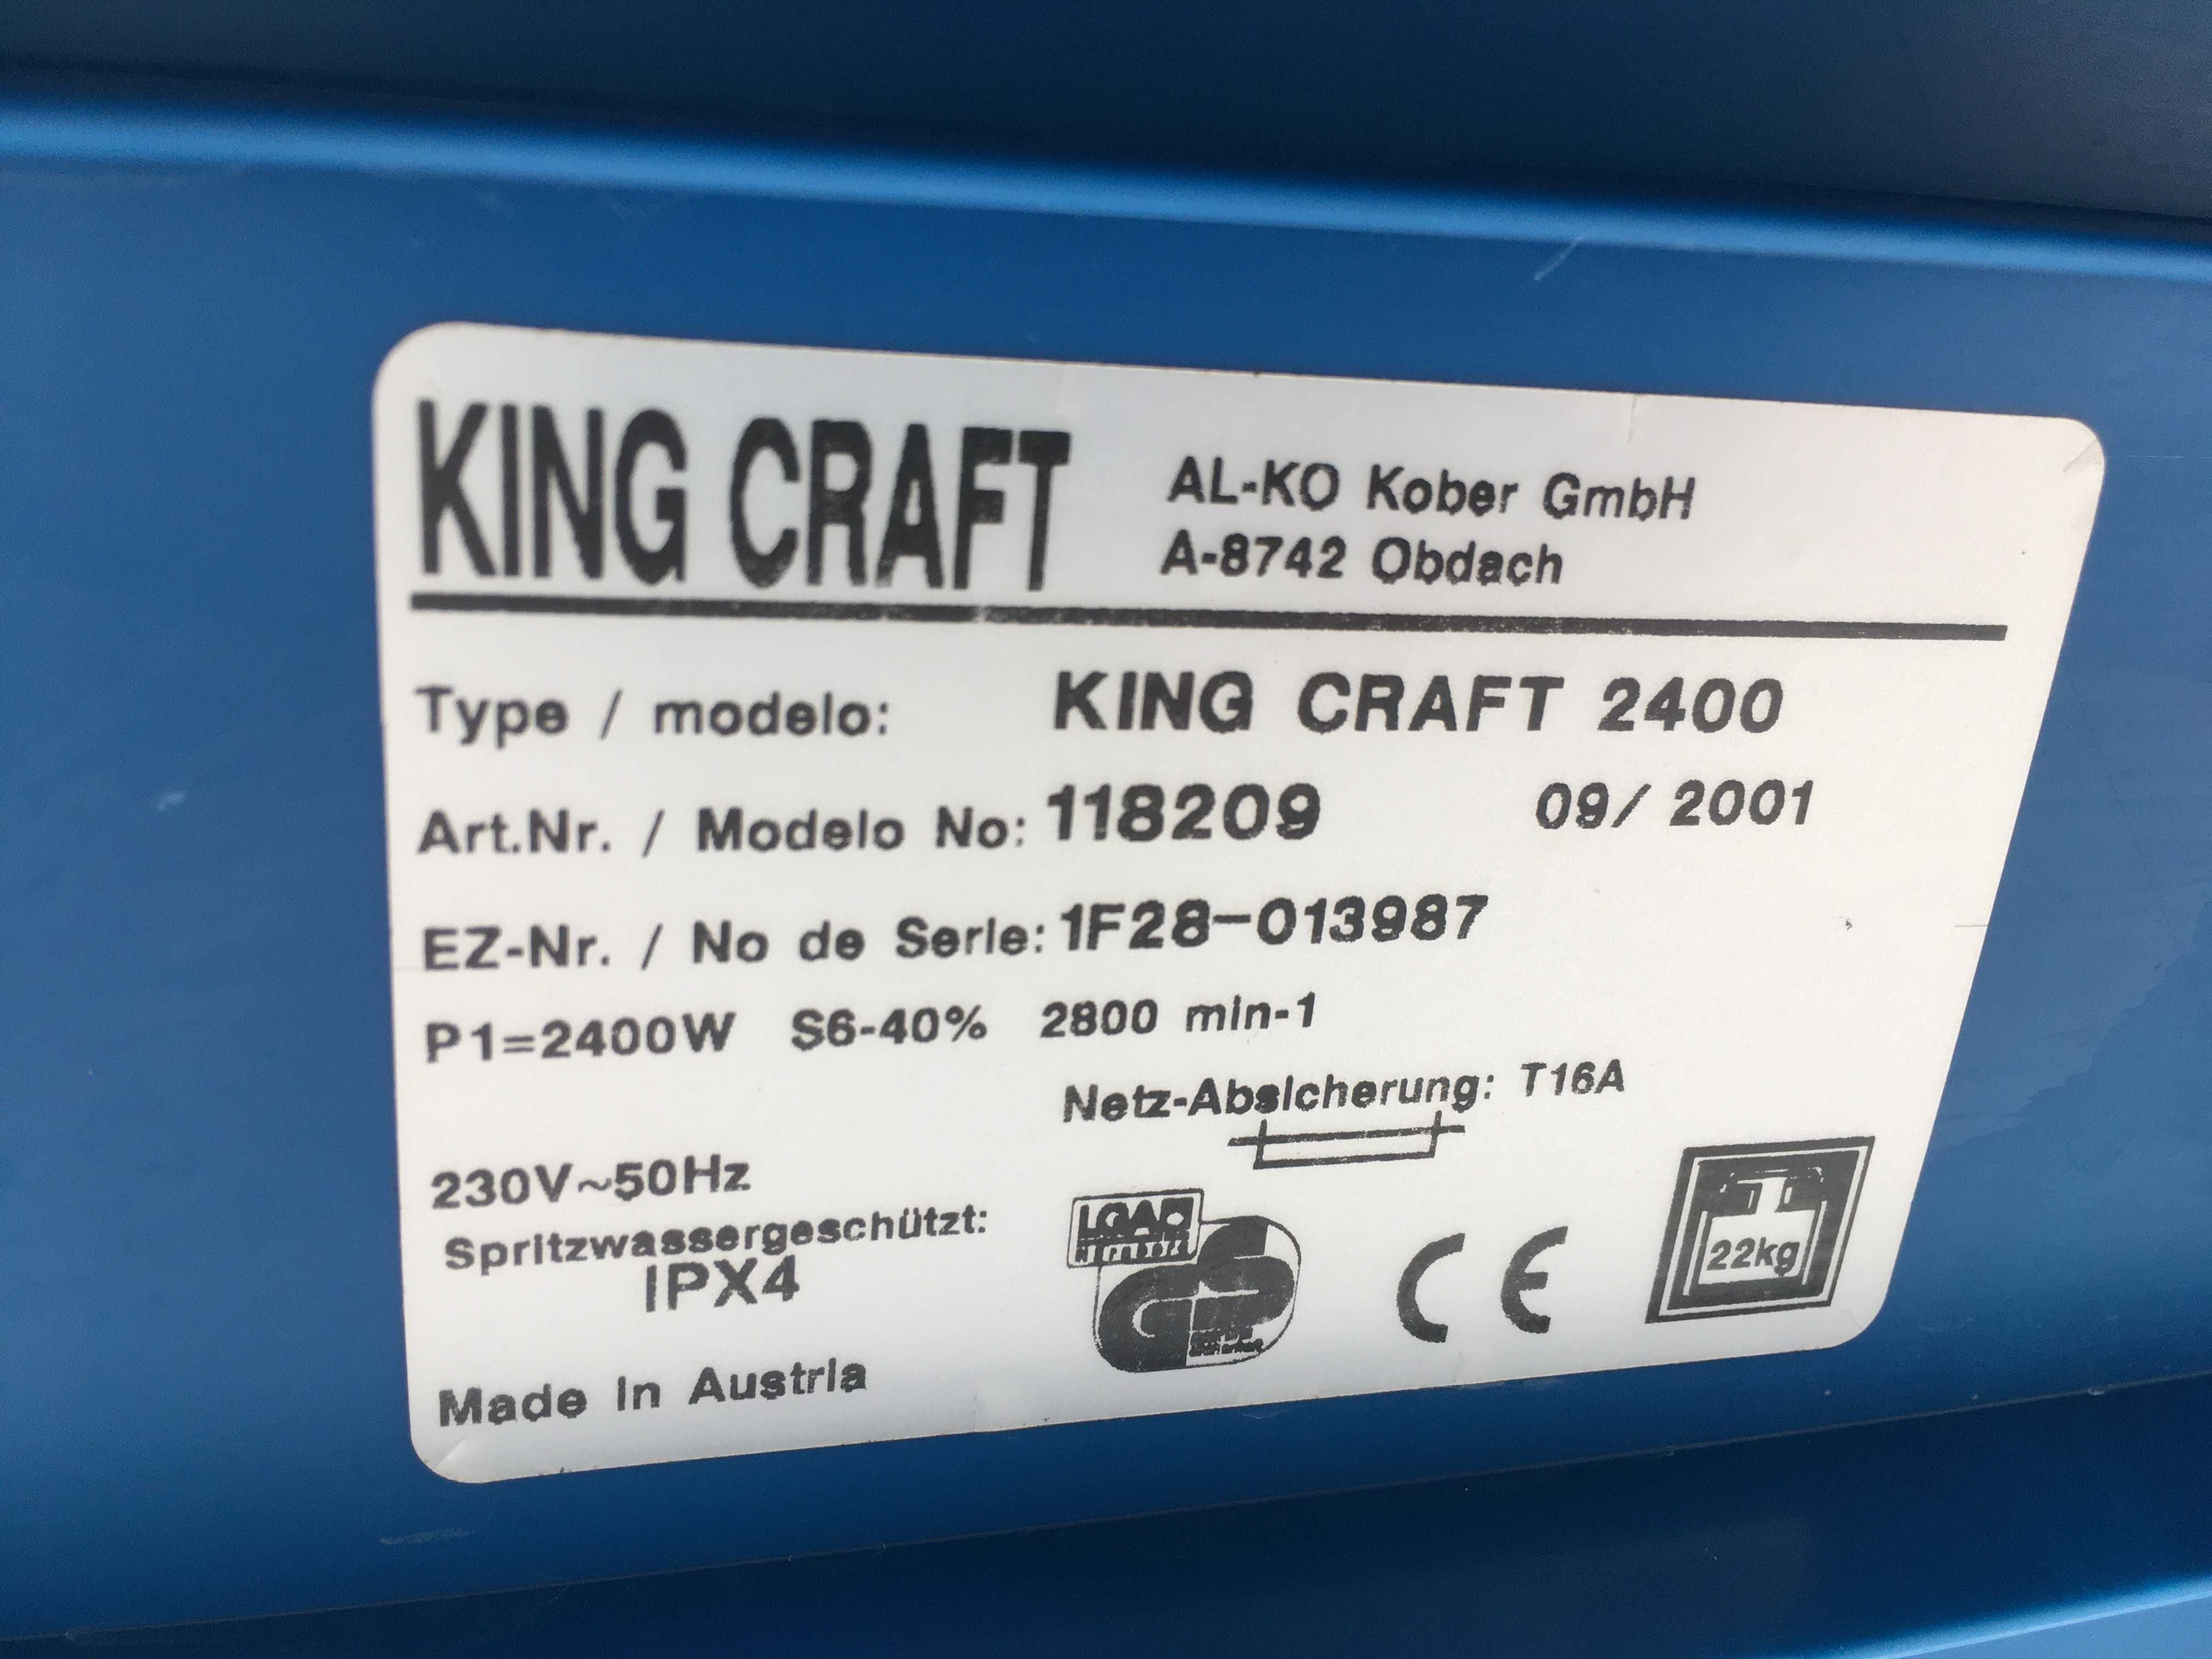 KING CRAFT
AL-KO Kober GmbH
A-8742 Obdach
Type / modelo: KING CRAFT 2400
Art.Nr. / Modelo No: 118209 09/ 2001
EZ-Nr. / No de Serie: 1F28-013987
P1=2400W S6-40% 2800 min-1
Netz-Absicherung: T16A
230V~50Hz
Spritzwassergeschützt:
IPX4
LGA
GS
CE
22kg
Made in Austria